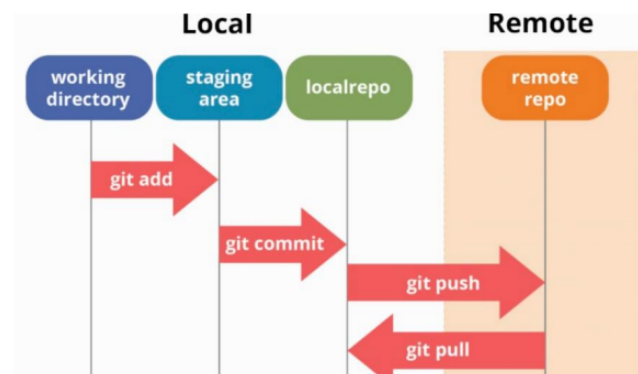 Local
Remote
working
directory
staging
area
localrepo
remote
repo
git add
git commit
git push
git pull